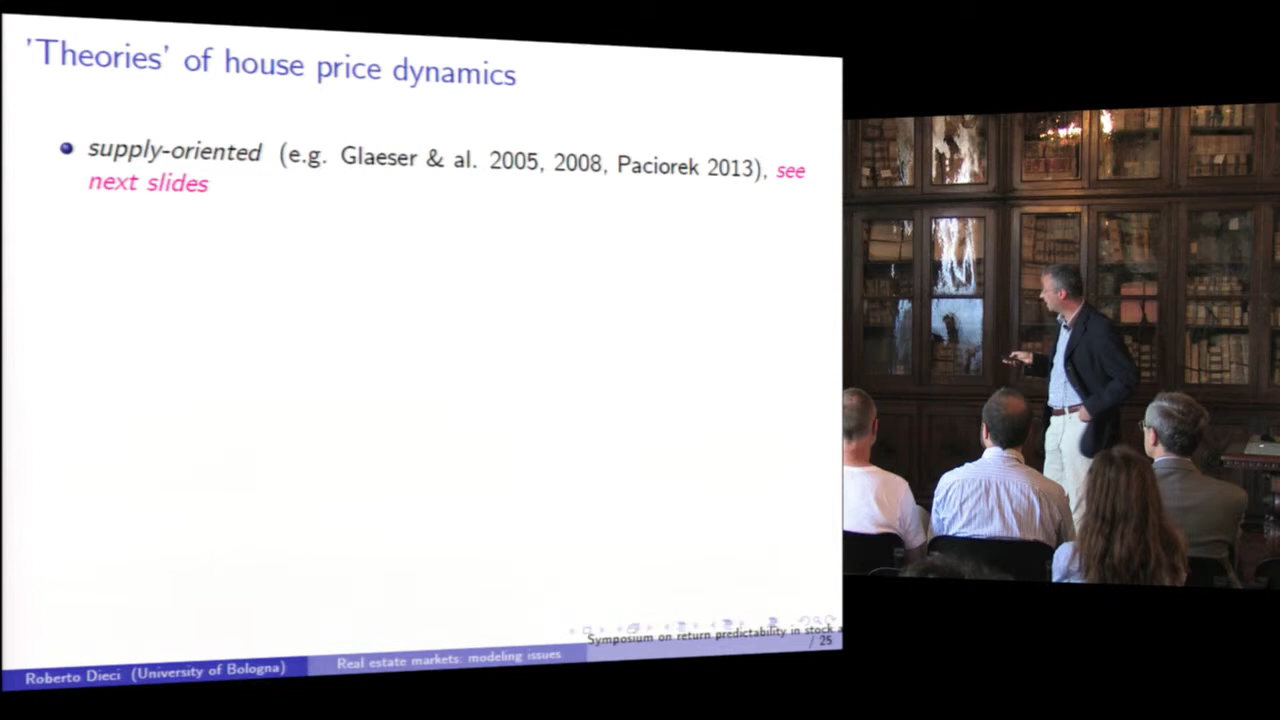 'Theories' of house price dynamics
supply-oriented (e.g. Glaeser & al. 2005, 2008, Paciorek 2013), see
next slides
Symposium on return predictability in stock a
/ 25
Roberto Dieci (University of Bologna)
Real estate markets: modeling issues